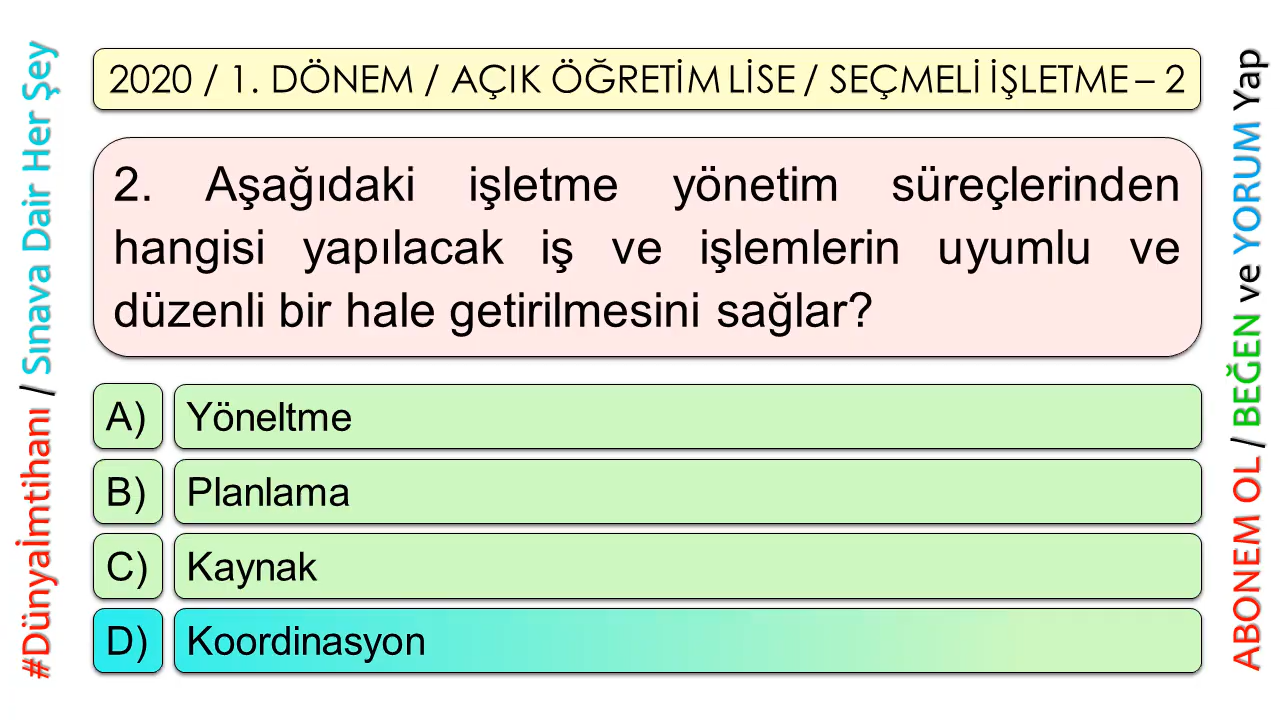 2020 / 1. DÖNEM / AÇIK ÖĞRETİM LİSE / SEÇMELİ İŞLETME – 2
2. Aşağıdaki işletme yönetim süreçlerinden
hangisi yapılacak iş ve işlemlerin uyumlu ve
düzenli bir hale getirilmesini sağlar?
A) Yöneltme
B) Planlama
C) Kaynak
D) Koordinasyon
#Dünyaİmtihanı / Sınava Dair Her Şey
ABONEM OL / BEĞEN ve YORUM Yap